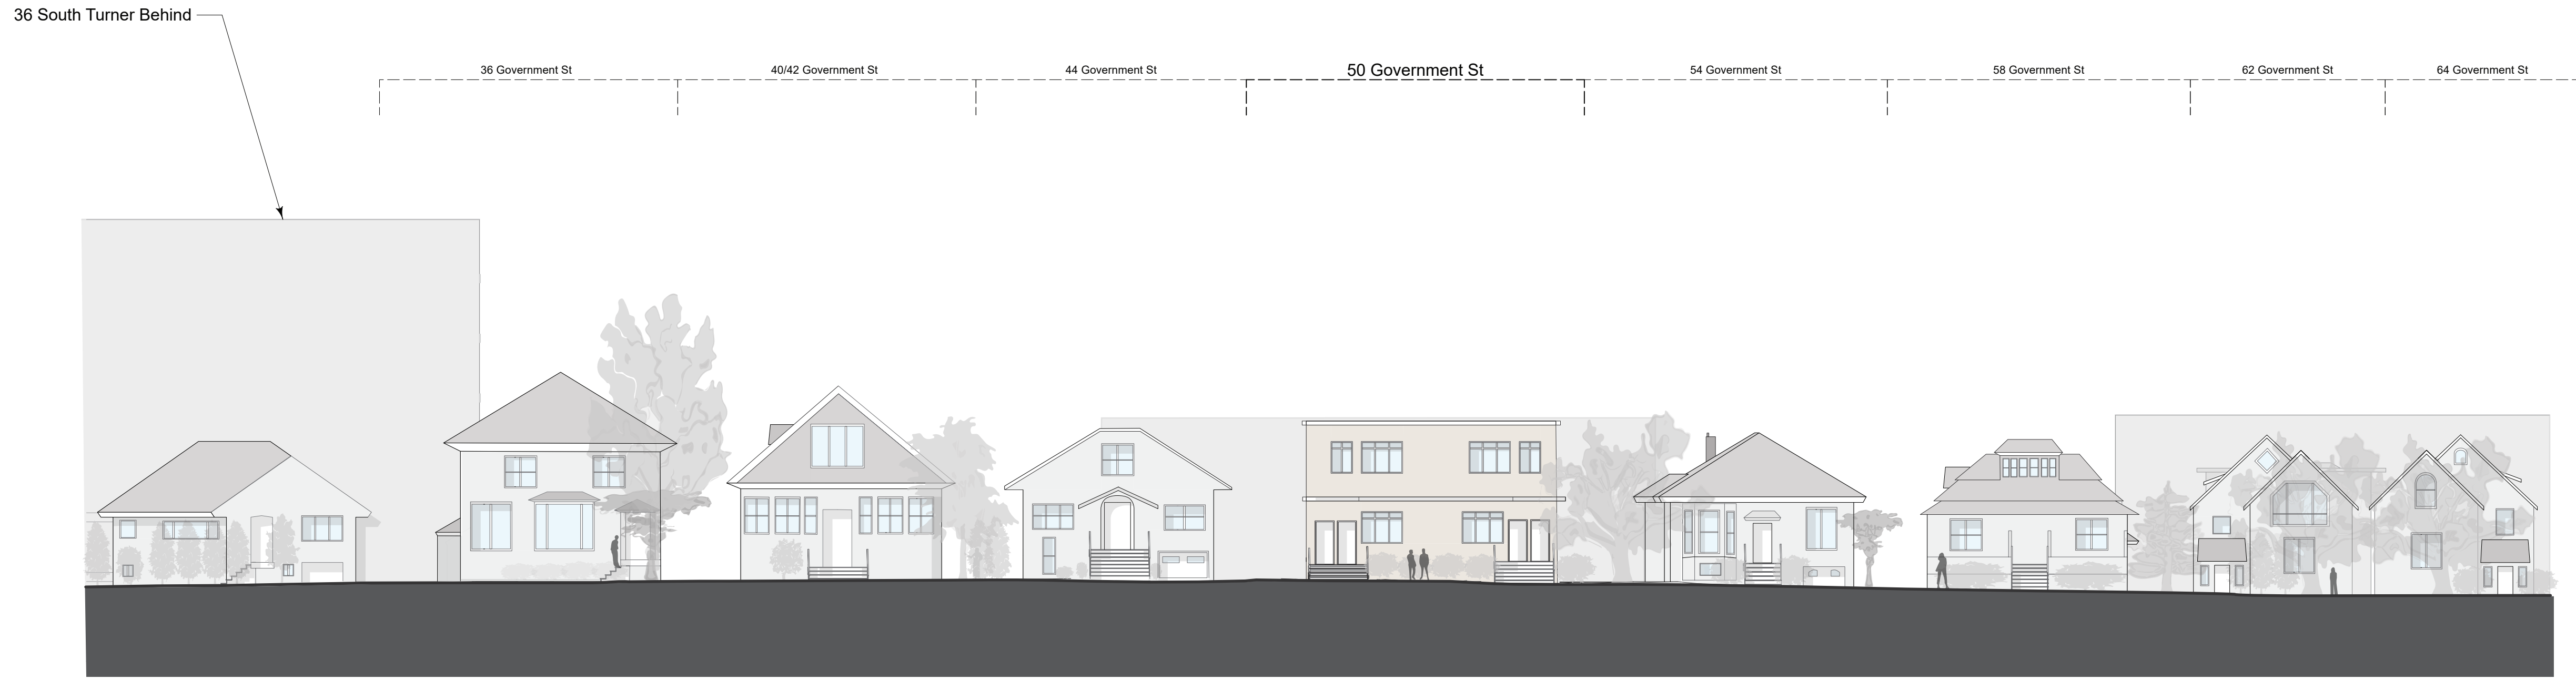 36 South Turner Behind
36 Government St
40/42 Government St
44 Government St
50 Government St
54 Government St
58 Government St
62 Government St
64 Government St